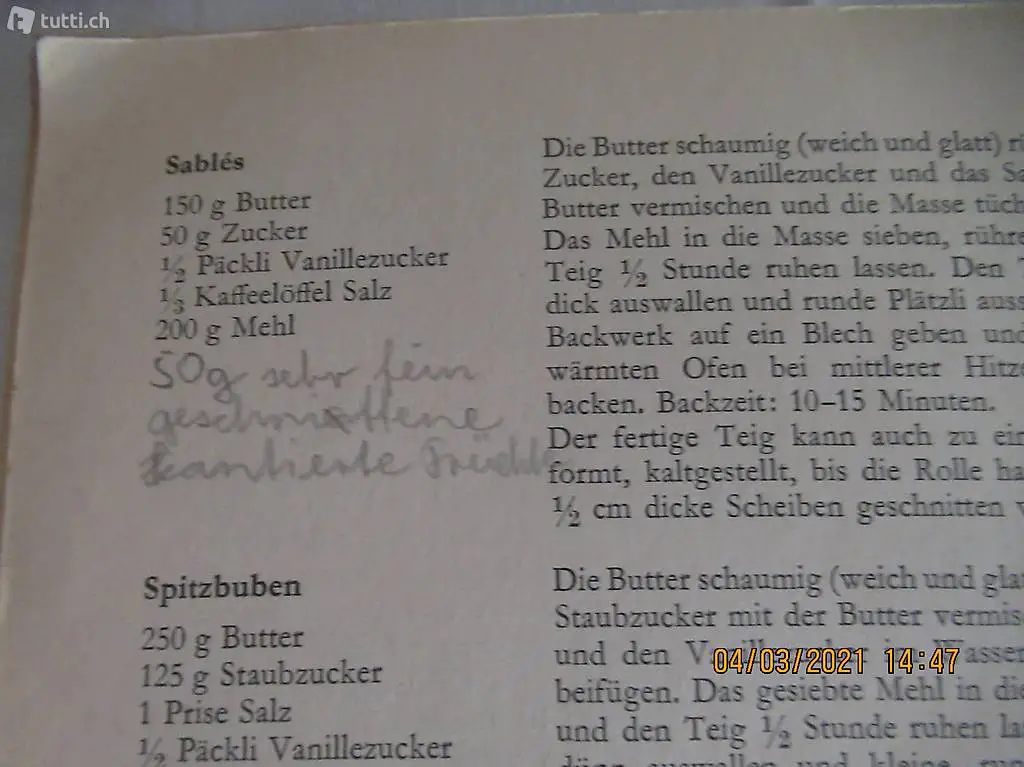 tutti.ch
Sablés
150 g Butter
50 g Zucker
½ Päckli Vanillezucker
⅓ Kaffeelöffel Salz
200 g Mehl
50g sehr fein
geschnittene
kantierte Früchte
Die Butter schaumig (weich und glatt)
Zucker, den Vanillezucker und das
Butter vermischen und die Masse
Das Mehl in die Masse sieben,
Teig ½ Stunde ruhen lassen. Den
dick auswallen und runde Plätzli
Backwerk auf ein Blech geben und
wärmten Ofen bei mittlerer Hitze
backen. Backzeit: 10–15 Minuten.
Der fertige Teig kann auch zu
formt, kaltgestellt, bis die Rolle
½ cm dicke Scheiben geschnitten
Spitzbuben
250 g Butter
125 g Staubzucker
1 Prise Salz
½ Päckli Vanillezucker
Die Butter schaumig (weich und
Staubzucker mit der Butter
und den
beifügen. Das gesiebte Mehl in die
und den Teig ½ Stunde ruhen
04/03/2021 14:47